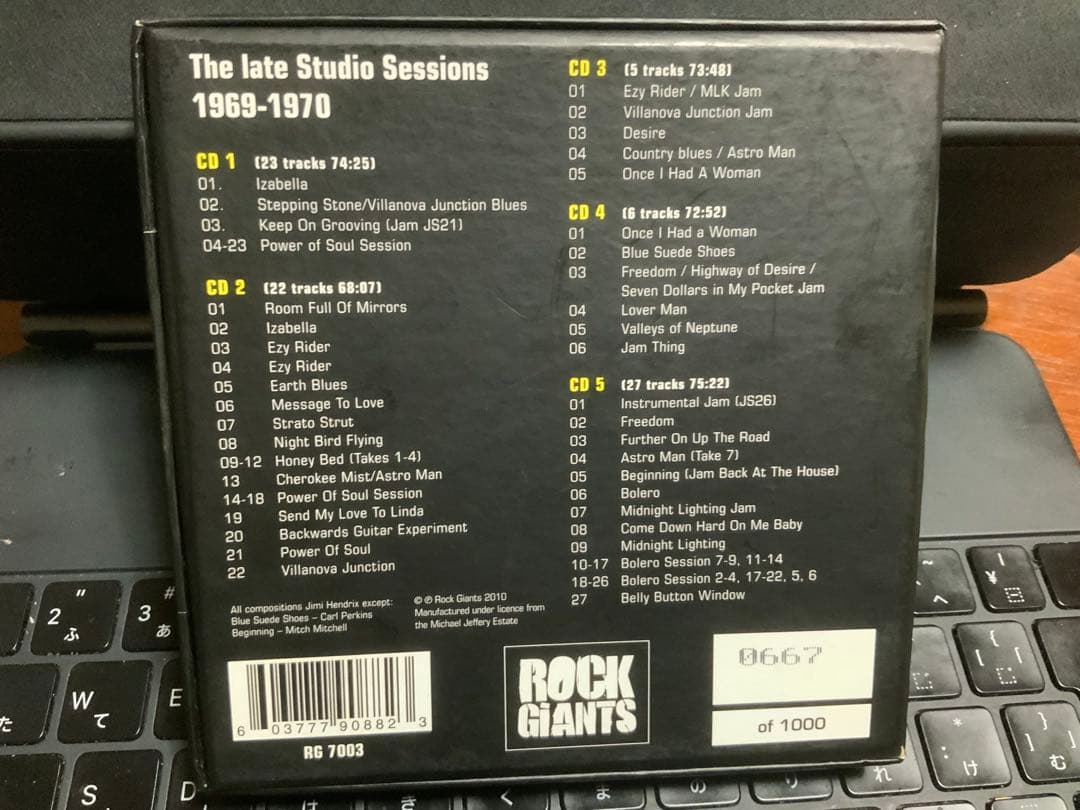 The late Studio Sessions
1969-1970
CD 1 (23 tracks 74:25)
01. Izabella
02. Stepping Stone/Villanova Junction Blues
03. Keep On Grooving (Jam JS21)
04-23 Power of Soul Session
CD 2 (22 tracks 68:07)
01 Room Full Of Mirrors
02 Izabella
03 Ezy Rider
04 Ezy Rider
05 Earth Blues
06 Message To Love
07 Strato Strut
08 Night Bird Flying
09-12 Honey Bed (Takes 1-4)
13 Cherokee Mist/Astro Man
14-18 Power Of Soul Session
19 Send My Love To Linda
20 Backwards Guitar Experiment
21 Power Of Soul
22 Villanova Junction
All compositions Jimi Hendrix except:
Blue Suede Shoes – Carl Perkins
Beginning – Mitch Mitchell
© ℗ Rock Giants 2010
Manufactured under licence from
the Michael Jeffery Estate
6 03777 90882 3
RG 7003
CD 3 (5 tracks 73:48)
01 Ezy Rider / MLK Jam
02 Villanova Junction Jam
03 Desire
04 Country blues / Astro Man
05 Once I Had A Woman
CD 4 (6 tracks 72:52)
01 Once I Had a Woman
02 Blue Suede Shoes
03 Freedom / Highway of Desire /
Seven Dollars in My Pocket Jam
04 Lover Man
05 Valleys of Neptune
06 Jam Thing
CD 5 (27 tracks 75:22)
01 Instrumental Jam (JS26)
02 Freedom
03 Further On Up The Road
04 Astro Man (Take 7)
05 Beginning (Jam Back At The House)
06 Bolero
07 Midnight Lighting Jam
08 Come Down Hard On Me Baby
09 Midnight Lighting
10-17 Bolero Session 7-9, 11-14
18-26 Bolero Session 2-4, 17-22, 5, 6
27 Belly Button Window
ROCK
GIANTS
0667
of 1000
" 2 ふ
# 3 あ
W て
E
た
S
D
~ へ
| ¥
{ [
* : け
} ] む
れ